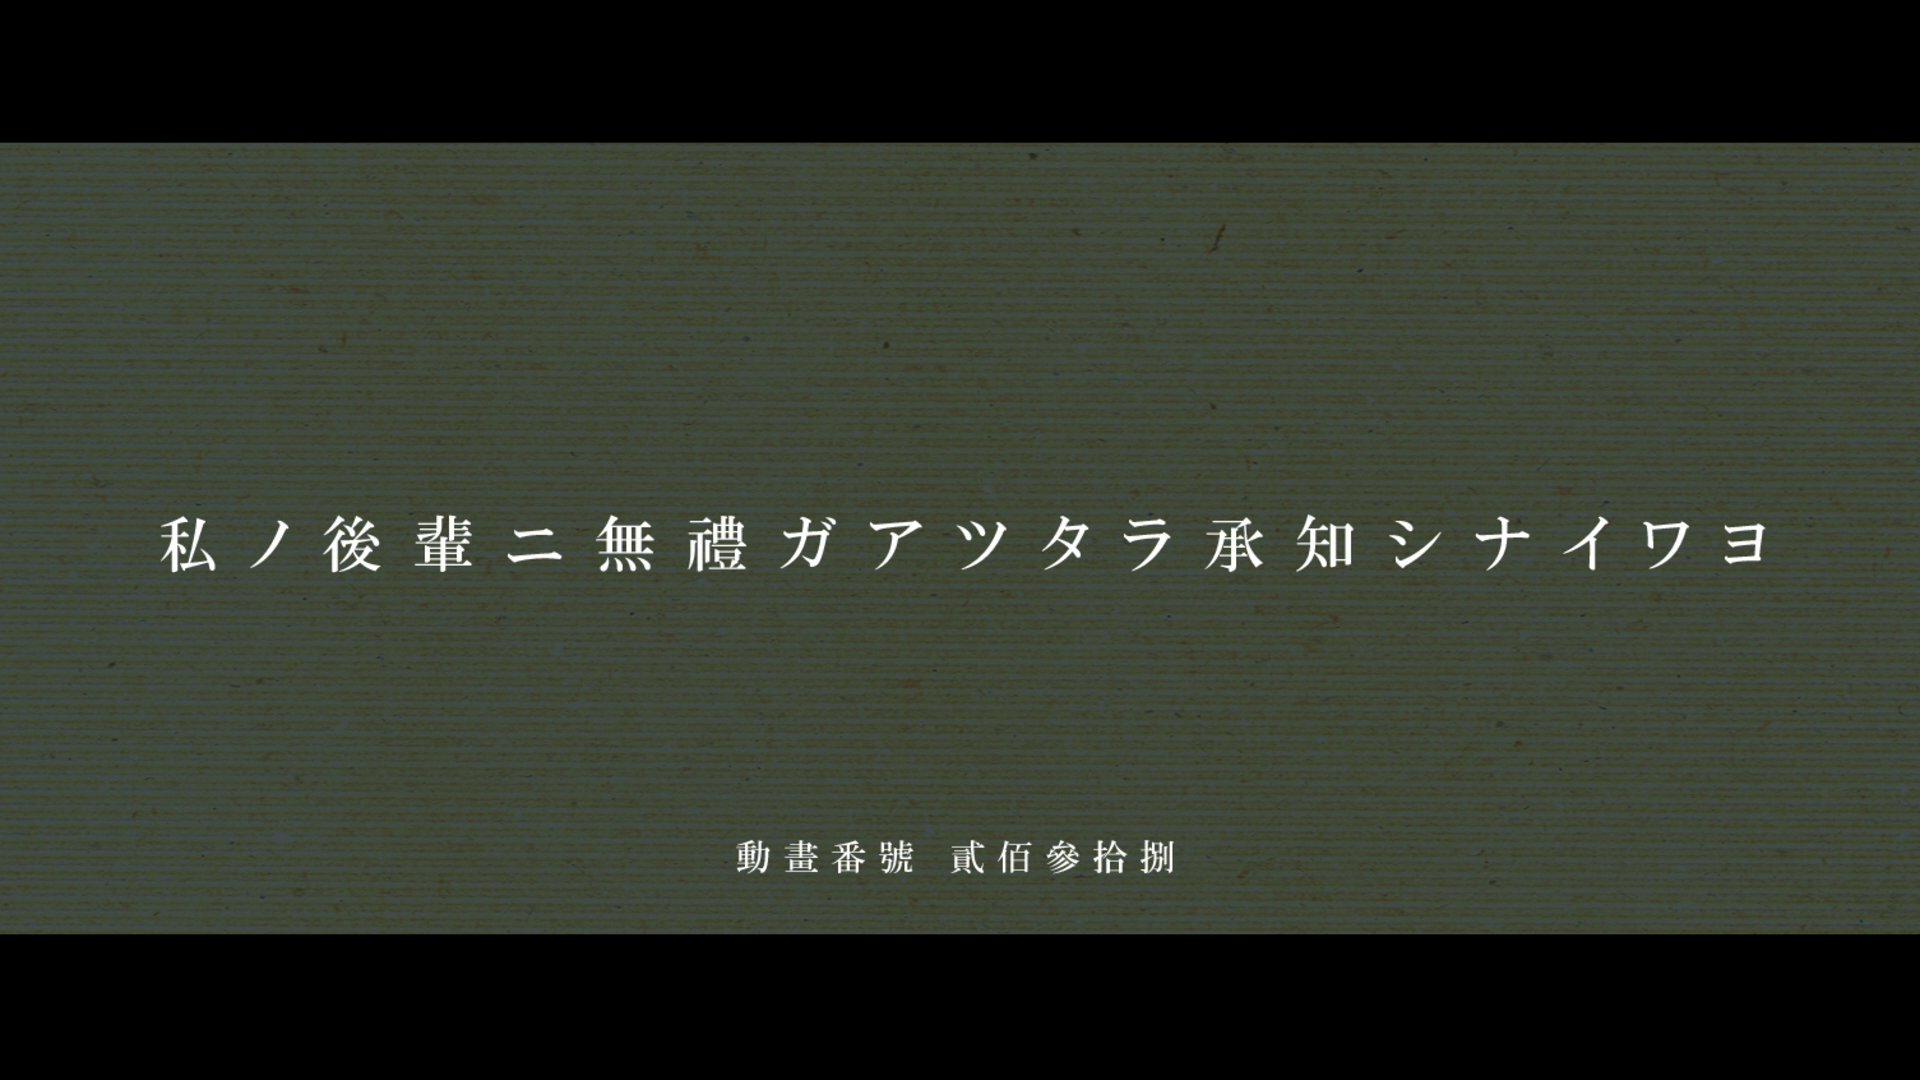 私ノ後輩ニ無禮ガアツタラ承知シナイワヨ
動畫番號 貳佰參拾捌